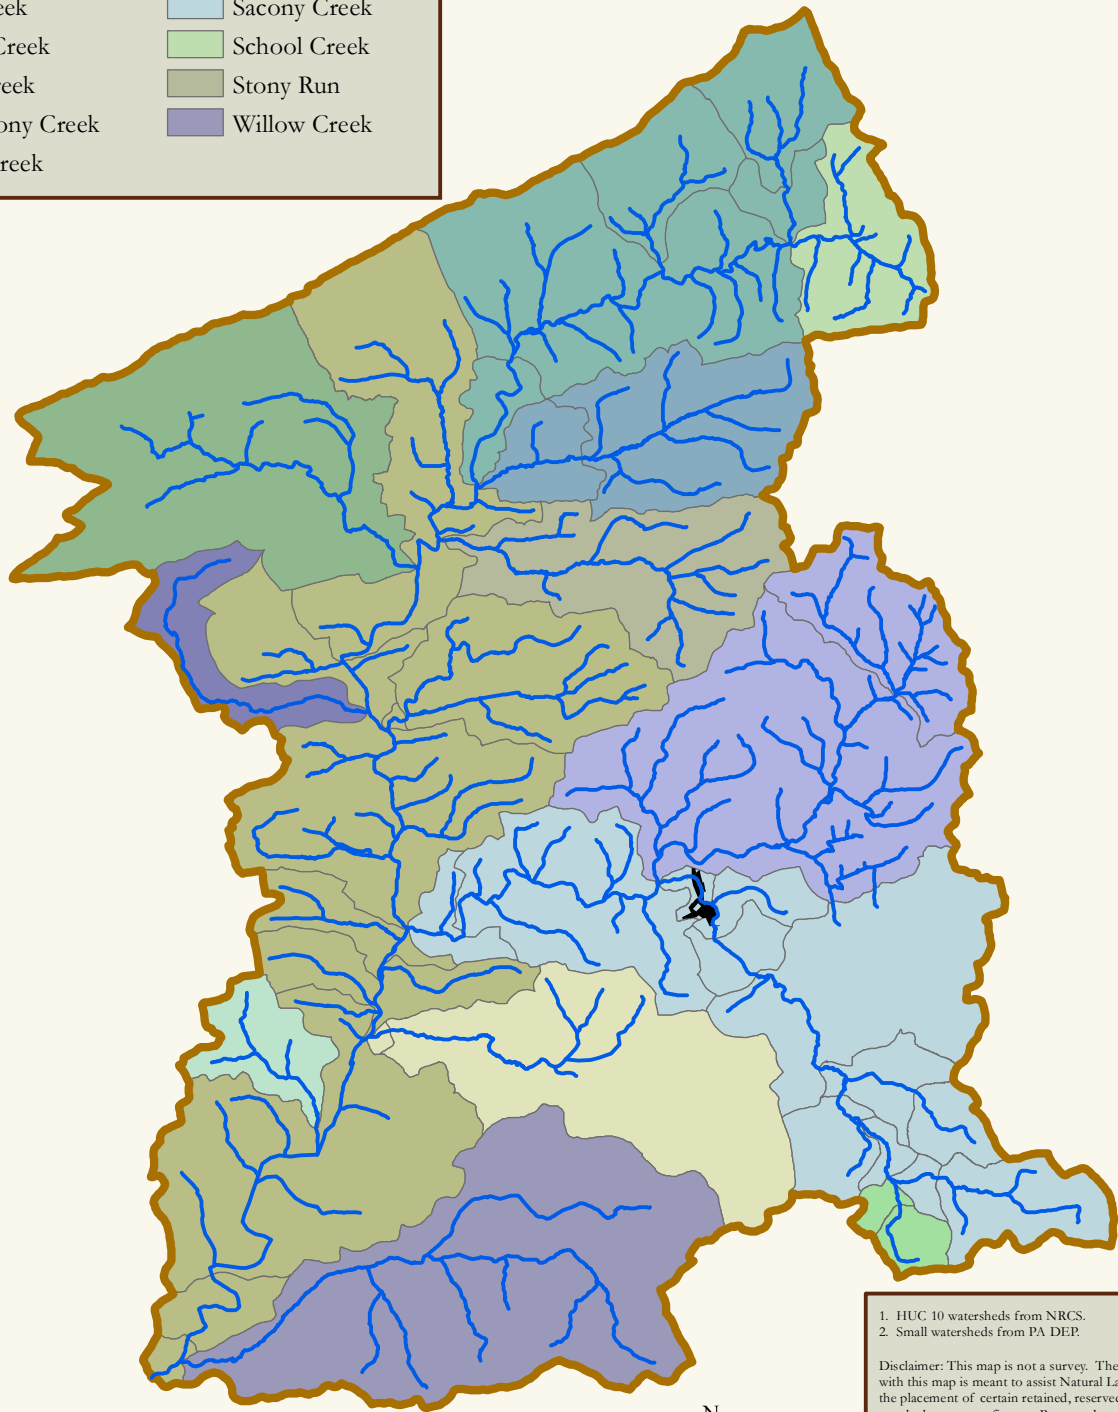 eek
Creek
reek
ony Creek
reek
Sacony Creek
School Creek
Stony Run
Willow Creek
N
1. HUC 10 watersheds from NRCS.
2. Small watersheds from PA DEP.
Disclaimer: This map is not a survey. The
with this map is meant to assist Natural La
the placement of certain retained, reserved